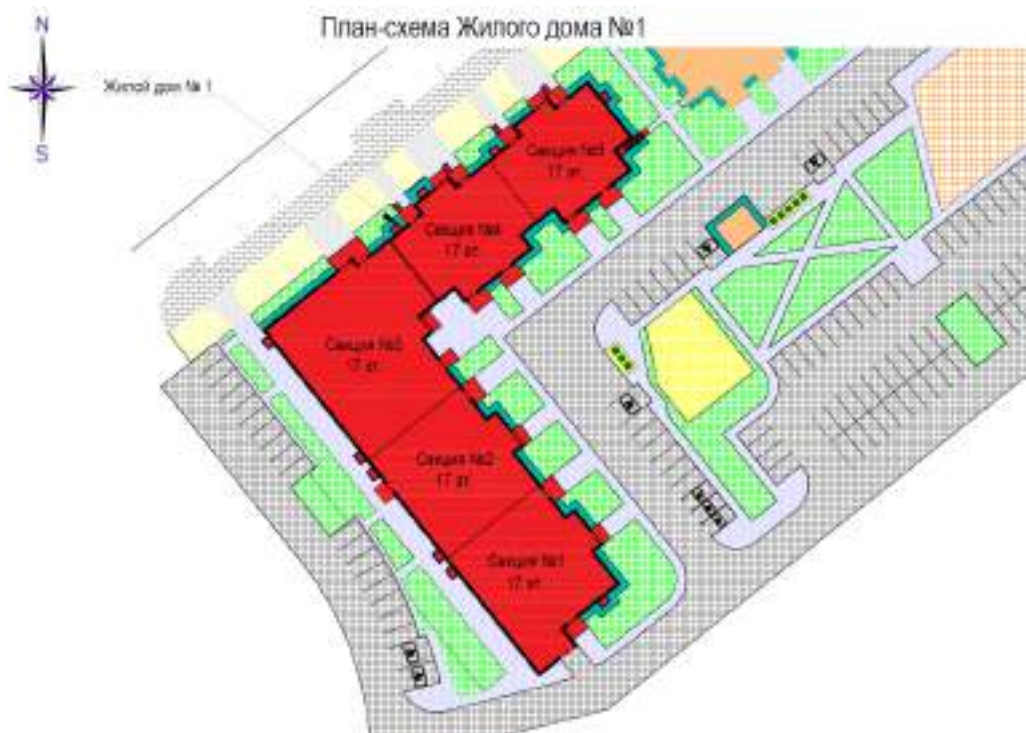 План-схема Жилого дома №1
N
Жилой дом № 1
S
Секция №5
17 эт.
Секция №4
17 эт.
Секция №3
17 эт.
Секция №2
17 эт.
Секция №1
17 эт.